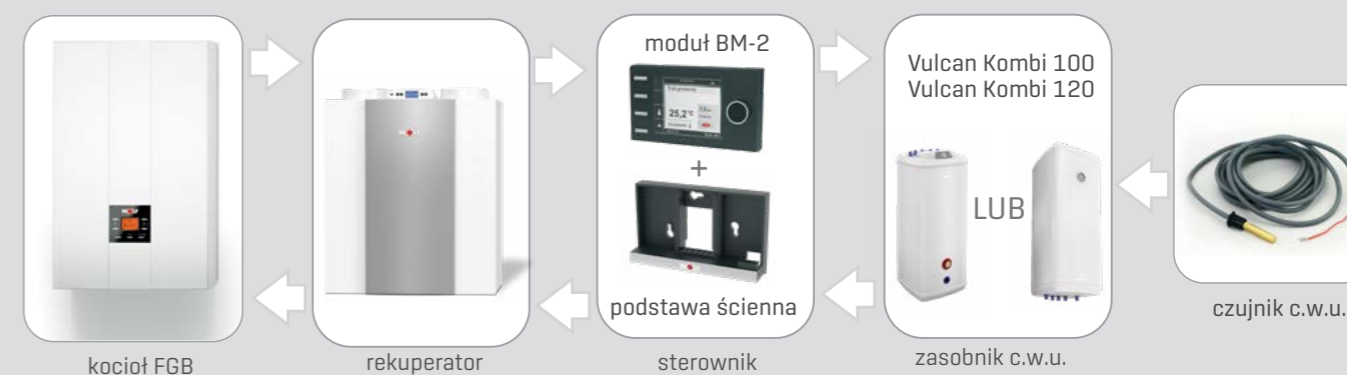 moduł BM-2
25,2°C
+
podstawa ścienna
Vulcan Kombi 100
Vulcan Kombi 120
LUB
kocioł FGB
rekuperator
sterownik
zasobnik c.w.u.
czujnik c.w.u.